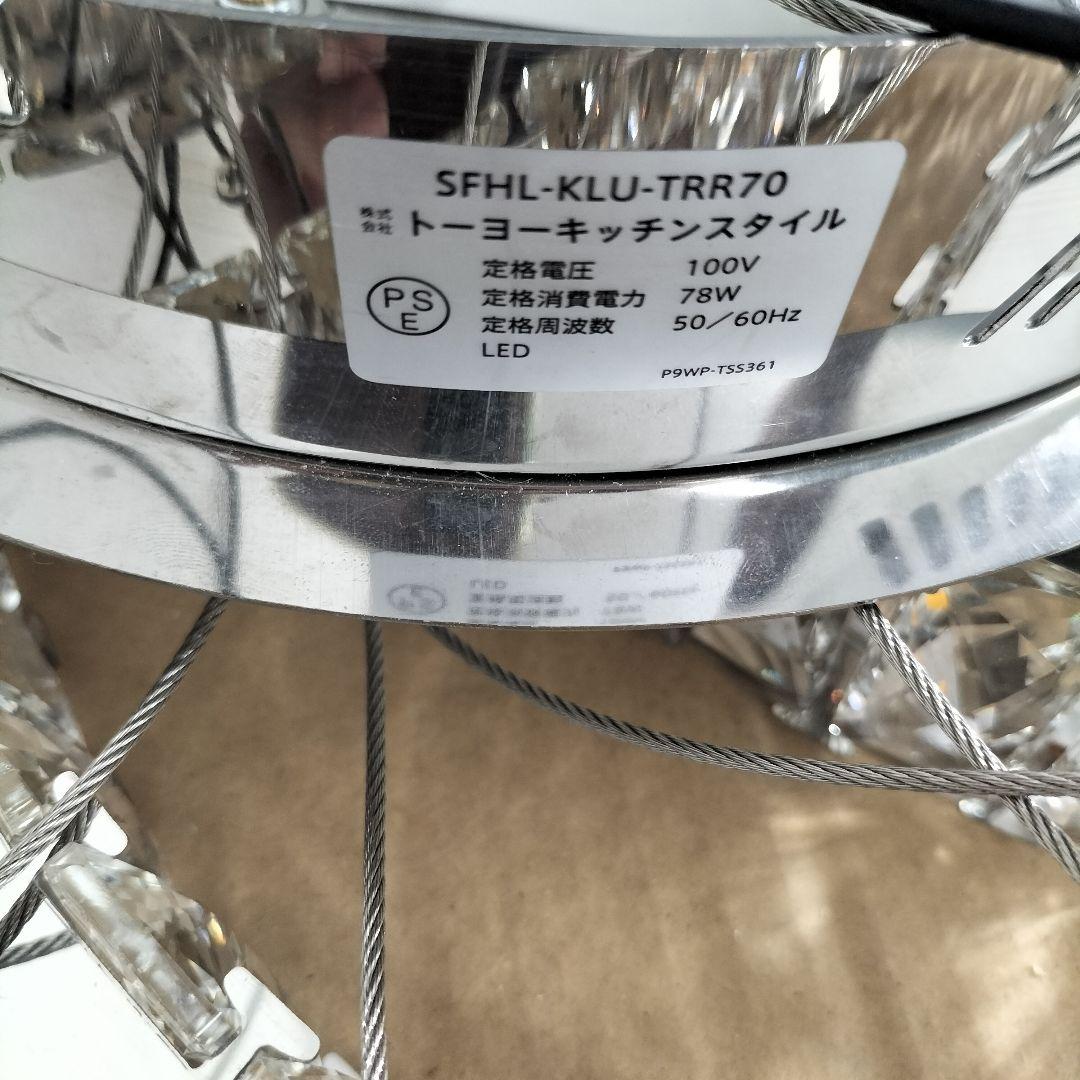 SFHL-KLU-TRR70
株式会社 トーヨーキッチンスタイル
PSE
定格電圧 100V
定格消費電力 78W
定格周波数 50/60Hz
LED
P9WP-TSS361